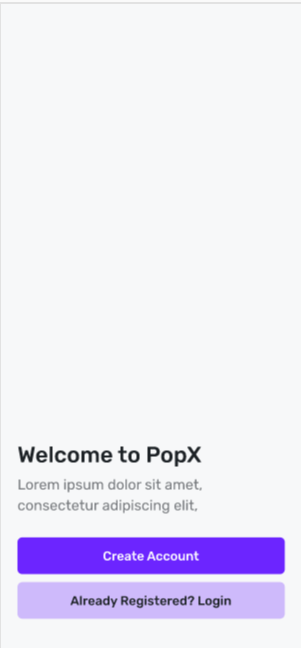 Welcome to PopX
Lorem ipsum dolor sit amet,
consectetur adipiscing elit,
Create Account
Already Registered? Login